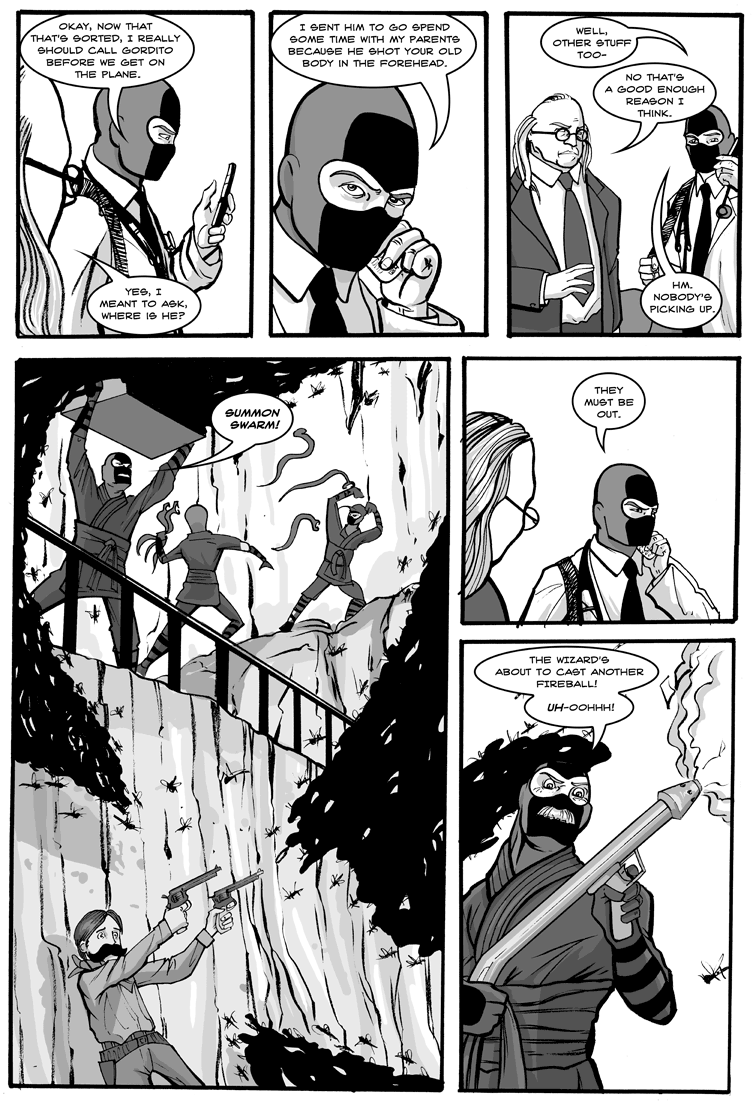 OKAY, NOW THAT
THAT'S SORTED, I REALLY
SHOULD CALL GORDITO
BEFORE WE GET ON
THE PLANE.
YES, I
MEANT TO ASK,
WHERE IS HE?
I SENT HIM TO GO SPEND
SOME TIME WITH MY PARENTS
BECAUSE HE SHOT YOUR OLD
BODY IN THE FOREHEAD.
WELL,
OTHER STUFF
TOO-
NO THAT'S
A GOOD ENOUGH
REASON I
THINK.
HM.
NOBODY'S
PICKING UP.
SUMMON
SWARM!
THEY
MUST BE
OUT.
THE WIZARD'S
ABOUT TO CAST ANOTHER
FIREBALL!
UH-OOHHH!